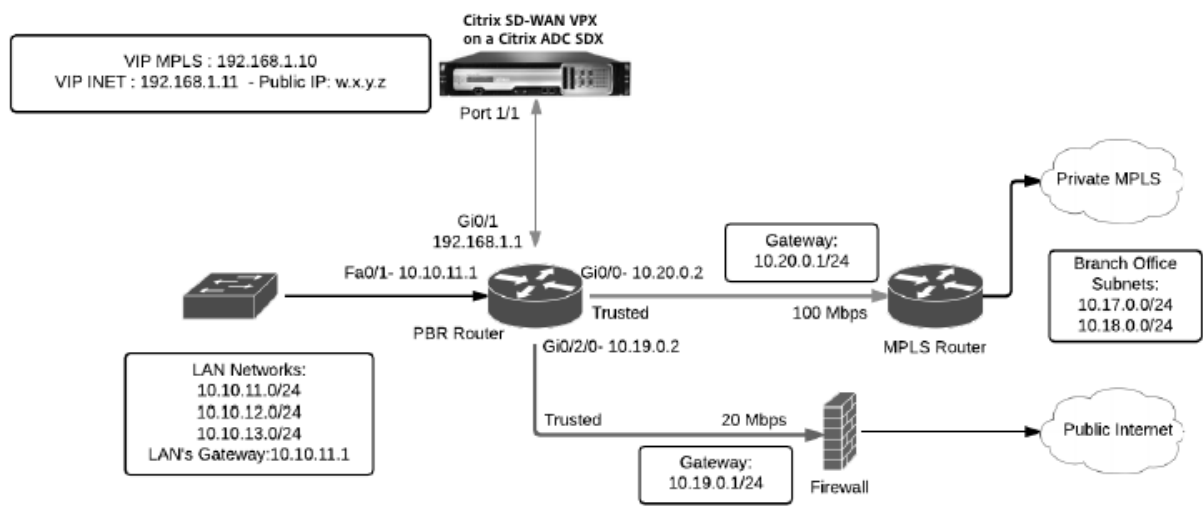 Citrix SD-WAN VPX
on a Citrix ADC SDX
VIP MPLS : 192.168.1.10
VIP INET : 192.168.1.11 - Public IP: w.x.y.z
Port 1/1
Private MPLS
Gi0/1
192.168.1.1
Gateway:
10.20.0.1/24
Fa0/1- 10.10.11.1
Gi0/0- 10.20.0.2
Branch Office
Subnets:
10.17.0.0/24
10.18.0.0/24
Trusted
100 Mbps
PBR Router
MPLS Router
Gi0/2/0- 10.19.0.2
LAN Networks:
10.10.11.0/24
10.10.12.0/24
10.10.13.0/24
LAN's Gateway:10.10.11.1
Trusted
20 Mbps
Public Internet
Gateway:
10.19.0.1/24
Firewall